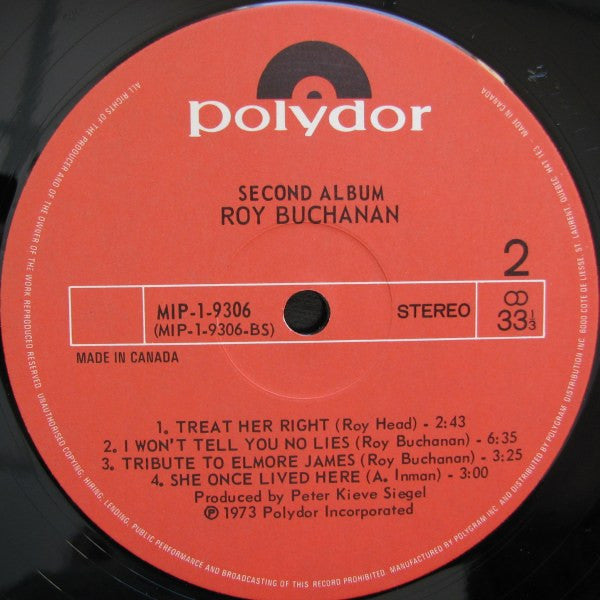 polydor
SECOND ALBUM
ROY BUCHANAN
2
MIP-1-9306
(MIP-1-9306-BS)
STEREO
33 1/3
MADE IN CANADA
1. TREAT HER RIGHT (Roy Head) - 2:43
2. I WON'T TELL YOU NO LIES (Roy Buchanan) - 6:35
3. TRIBUTE TO ELMORE JAMES (Roy Buchanan) - 3:25
4. SHE ONCE LIVED HERE (A. Inman) - 3:00
Produced by Peter Kieve Siegel
℗ 1973 Polydor Incorporated
ALL RIGHTS OF THE PRODUCER AND OF THE OWNER OF THE WORK REPRODUCED RESERVED. UNAUTHORISED COPYING, HIRING, LENDING, PUBLIC PERFORMANCE AND BROADCASTING OF THIS RECORD PROHIBITED. MANUFACTURED BY POLYGRAM INC. AND DISTRIBUTED BY POLYGRAM DISTRIBUTION INC. 6000 COTE DE LIESSE, ST. LAURENT, QUEBEC H4T 1E3 MADE IN CANADA